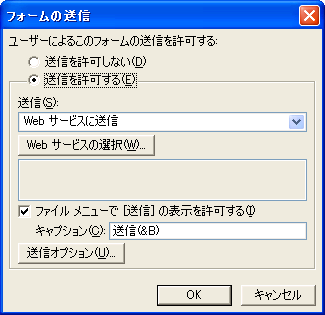 フォームの送信
ユーザーによるこのフォームの送信を許可する:
送信を許可しない(D)
送信を許可する(E)
送信(S):
Web サービスに送信
Web サービスの選択(W)...
ファイル メニューで [送信] の表示を許可する(I)
キャプション(C): 送信(&B)
送信オプション(U)...
OK キャンセル